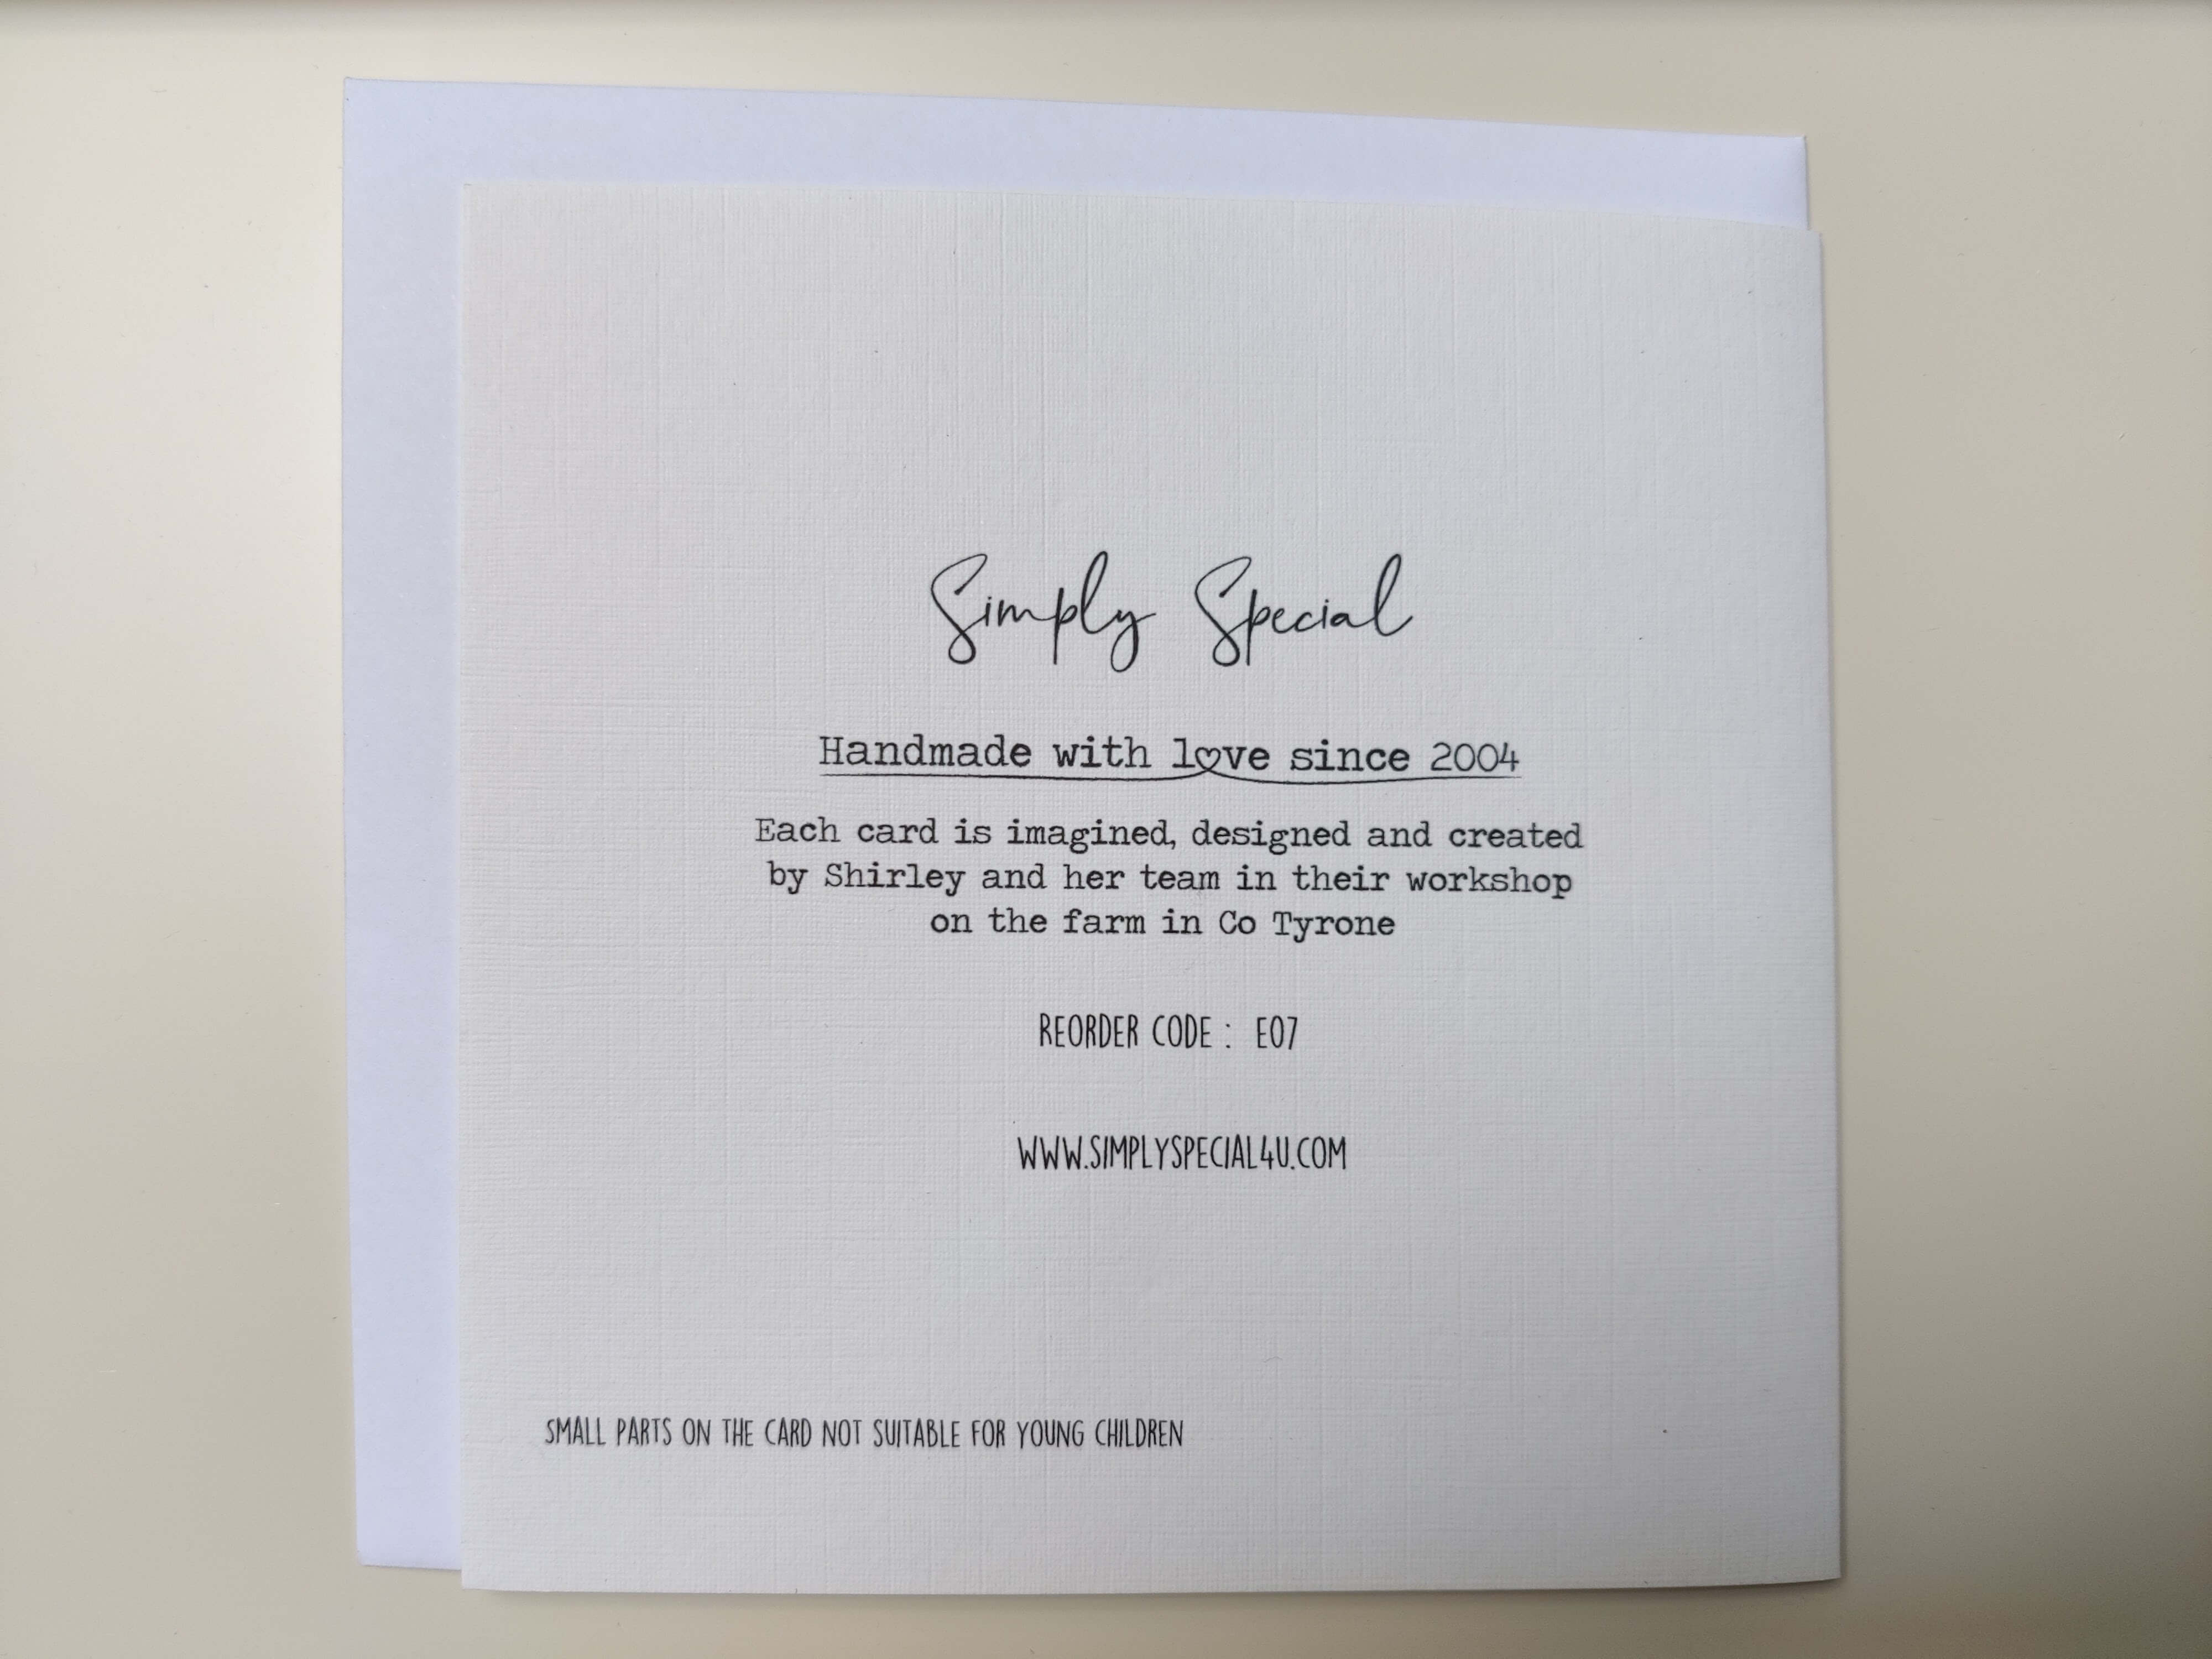 Simply Special
Handmade with love since 2004
Each card is imagined, designed and created
by Shirley and her team in their workshop
on the farm in Co Tyrone
REORDER CODE : E07
WWW.SIMPLYSPECIAL4U.COM
SMALL PARTS ON THE CARD NOT SUITABLE FOR YOUNG CHILDREN